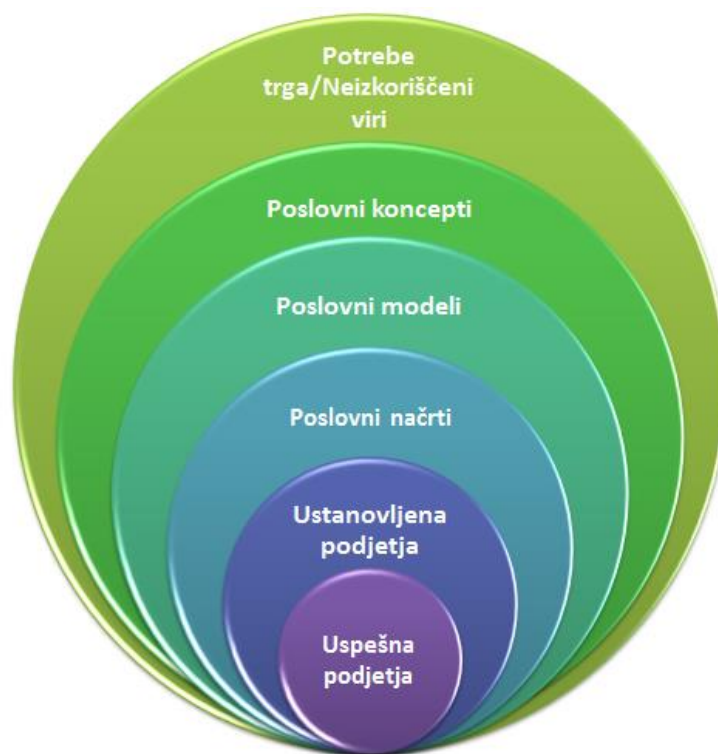 Potrebe
trga/Neizkoriščeni
viri
Poslovni koncepti
Poslovni modeli
Poslovni načrti
Ustanovljena
podjetja
Uspešna
podjetja